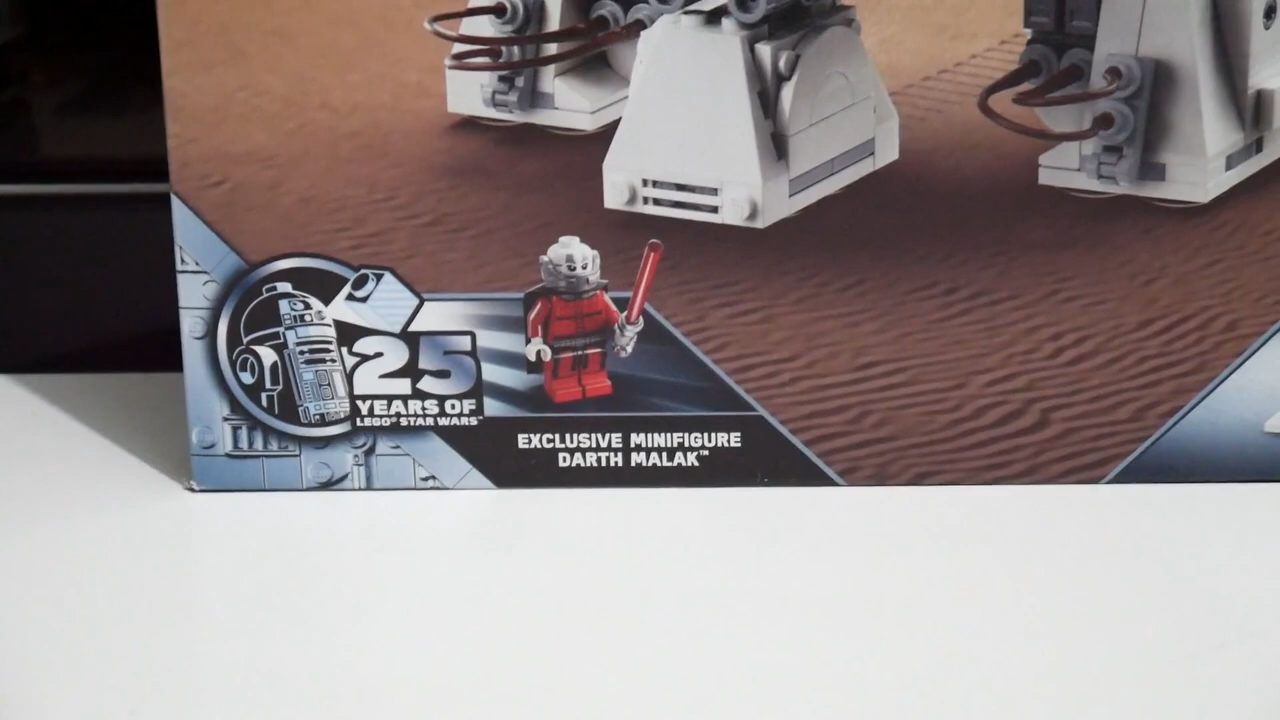 25
YEARS OF
LEGO® STAR WARS™
EXCLUSIVE MINIFIGURE
DARTH MALAK™